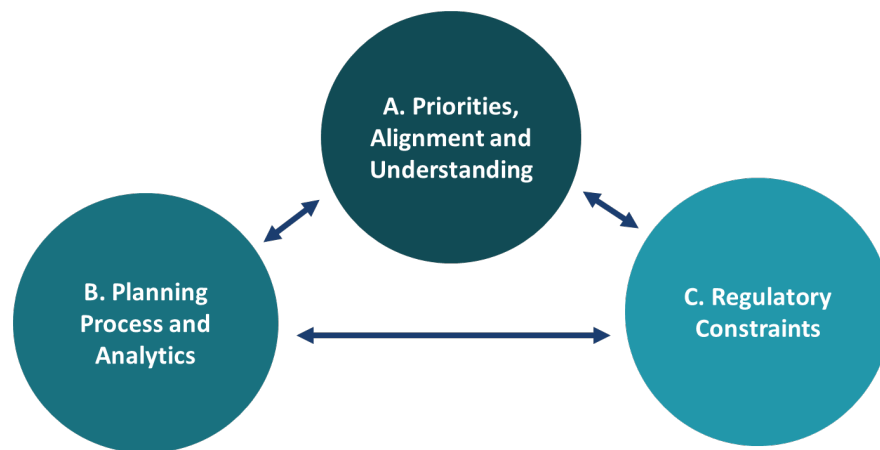 A. Priorities,
Alignment and
Understanding
B. Planning
Process and
Analytics
C. Regulatory
Constraints